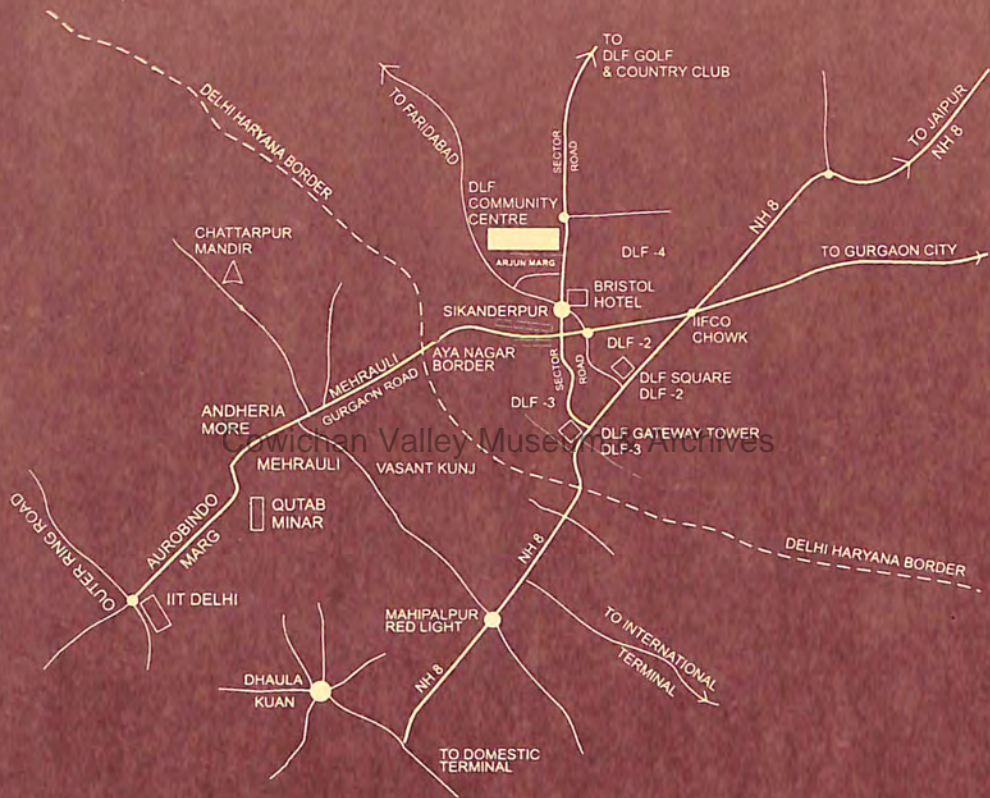 TO
DLF GOLF
& COUNTRY CLUB
DELHI HARYANA BORDER
TO FARIDABAD
SECTOR
ROAD
TO JAIPUR
NH 8
DLF
COMMUNITY
CENTRE
ARJUN MARG
CHATTARPUR
MANDIR
DLF -4
NH 8
TO GURGAON CITY
BRISTOL
HOTEL
SIKANDERPUR
IIFCO
CHOWK
DLF -2
AYA NAGAR
BORDER
SECTOR
ROAD
MEHRAULI
GURGAON ROAD
DLF SQUARE
DLF -2
DLF -3
ANDHERIA
MORE
DLF GATEWAY TOWER
DLF-3
Cowichan Valley Museum & Archives
MEHRAULI
VASANT KUNJ
OUTER RING ROAD
AUROBINDO
MARG
QUTAB
MINAR
NH 8
DELHI HARYANA BORDER
IIT DELHI
MAHIPALPUR
RED LIGHT
TO INTERNATIONAL
TERMINAL
DHAULA
KUAN
NH 8
TO DOMESTIC
TERMINAL